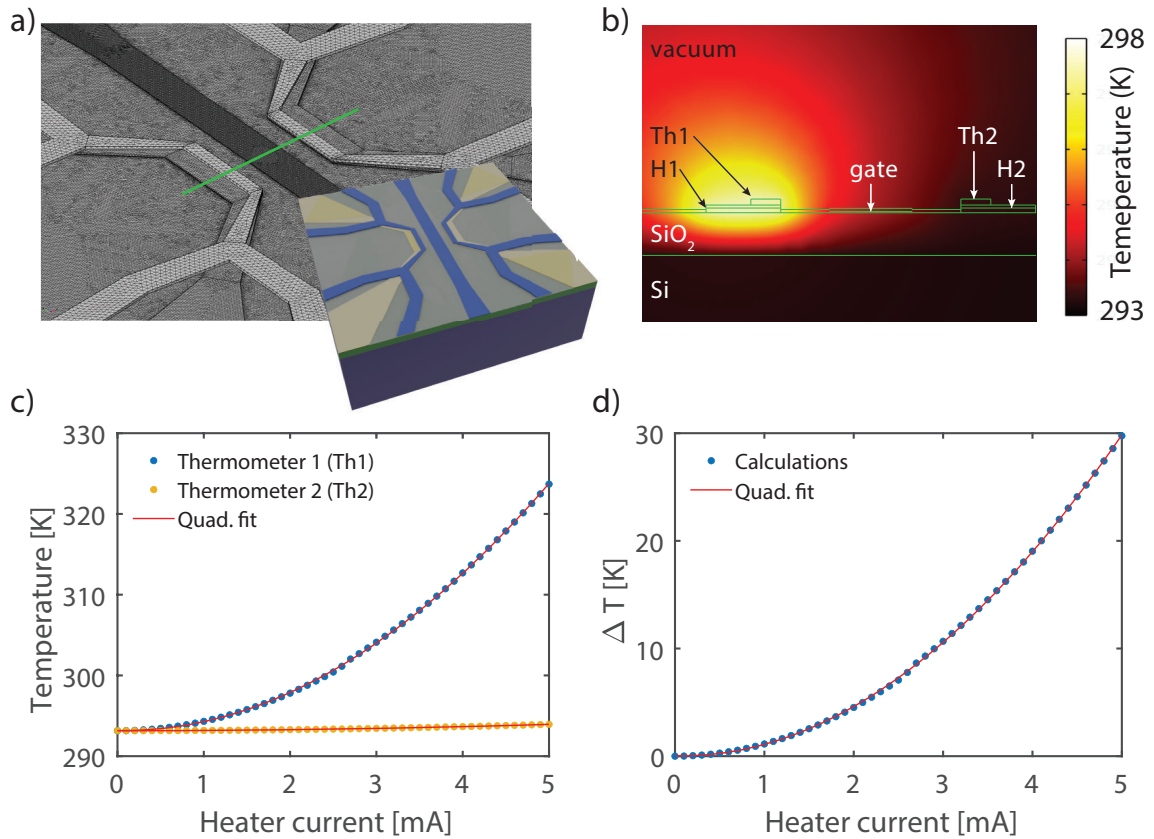 a)
b)
vacuum
Th1
H1
gate
Th2
H2
SiO2
Si
298
293
Temeperature (K)
c)
330
320
310
300
290
Temperature [K]
Thermometer 1 (Th1)
Thermometer 2 (Th2)
Quad. fit
0 1 2 3 4 5
Heater current [mA]
d)
30
20
10
0
Δ T [K]
Calculations
Quad. fit
0 1 2 3 4 5
Heater current [mA]